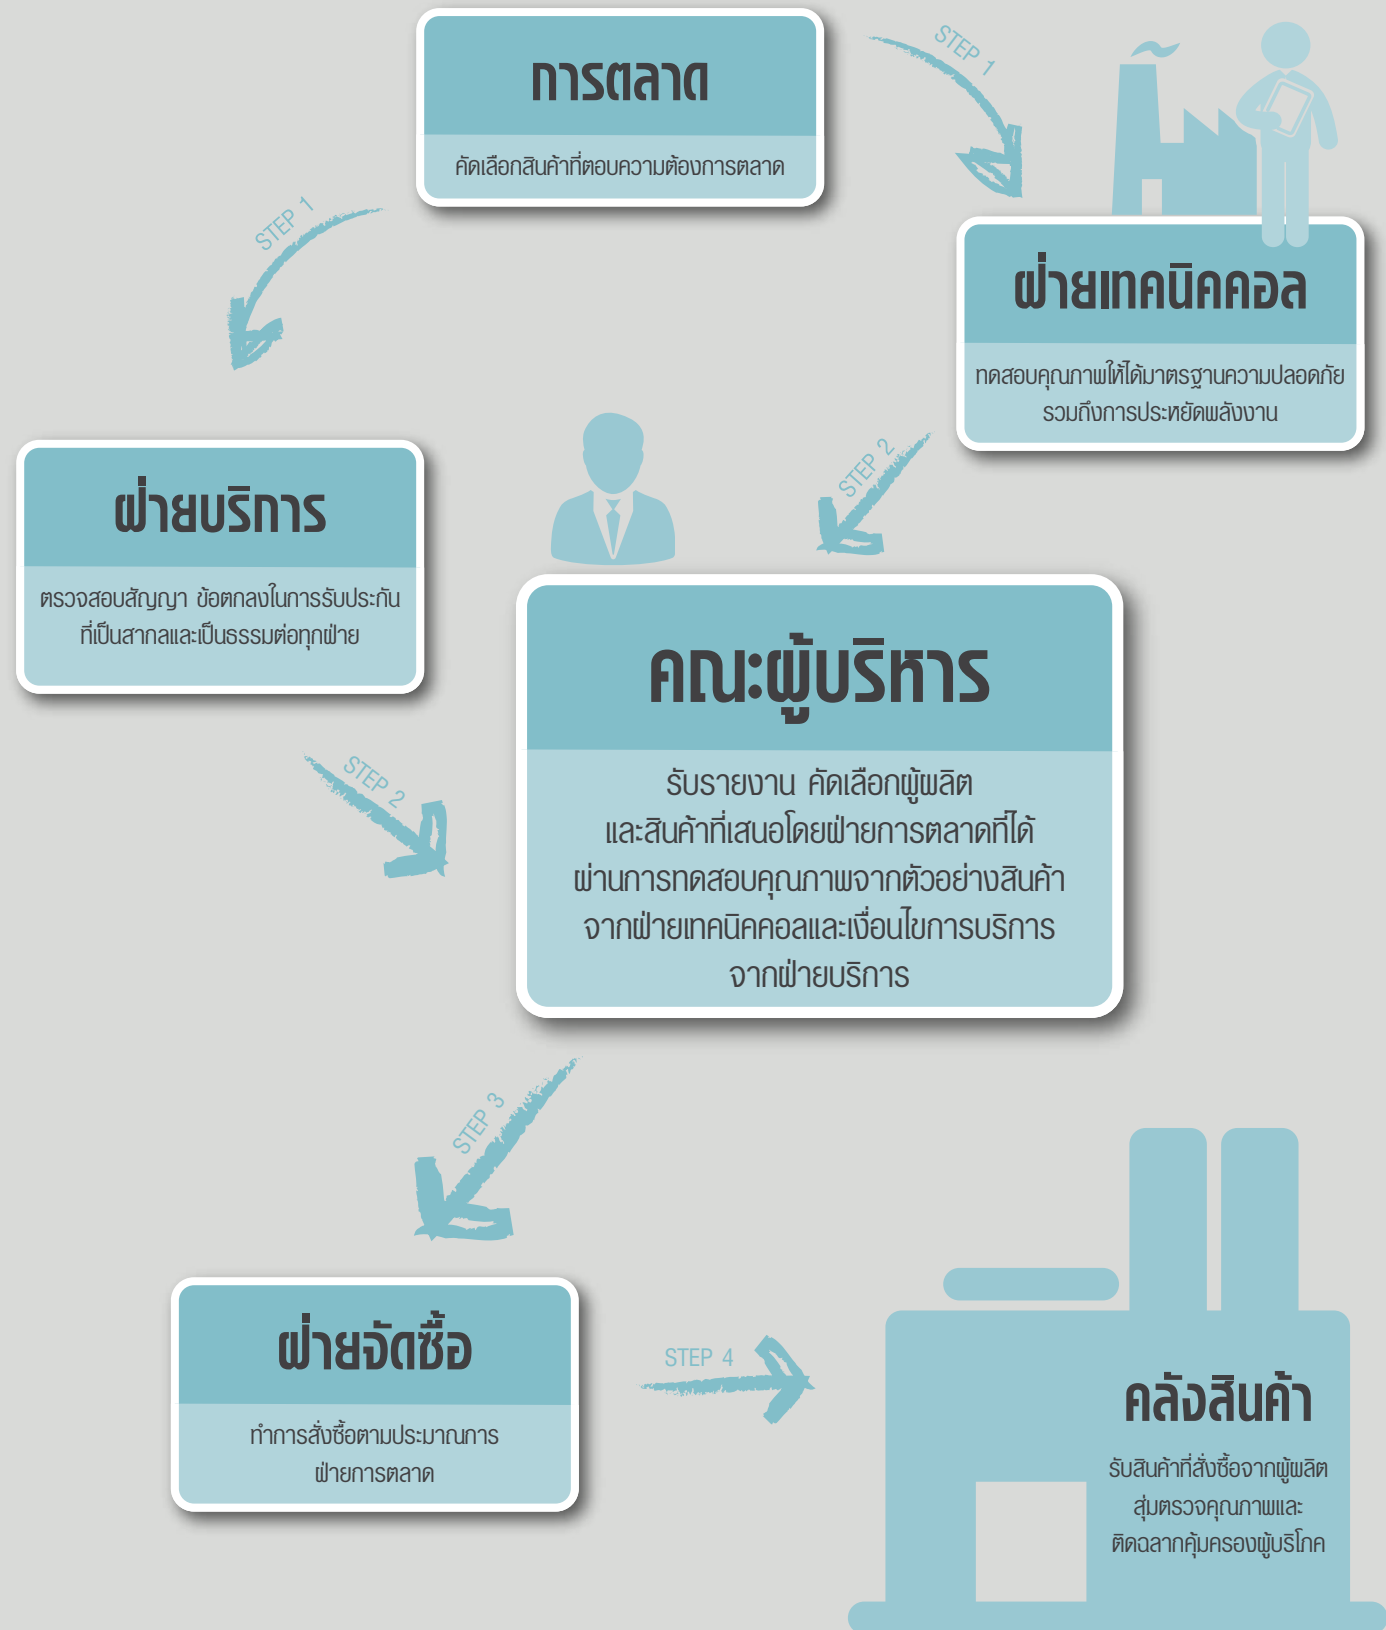 การตลาด
คัดเลือกสินค้าที่ตอบความต้องการตลาด
STEP 1
STEP 1
ฝ่ายเทคนิคคอล
ทดสอบคุณภาพให้ได้มาตรฐานความปลอดภัย
รวมถึงการประหยัดพลังงาน
ฝ่ายบริการ
ตรวจสอบสัญญา ข้อตกลงในการรับประกัน
ที่เป็นสากลและเป็นธรรมต่อทุกฝ่าย
STEP 2
STEP 2
คณะผู้บริหาร
รับรายงาน คัดเลือกผู้ผลิต
และสินค้าที่เสนอโดยฝ่ายการตลาดที่ได้
ผ่านการทดสอบคุณภาพจากตัวอย่างสินค้า
จากฝ่ายเทคนิคคอลและเงื่อนไขการบริการ
จากฝ่ายบริการ
STEP 3
ฝ่ายจัดซื้อ
ทำการสั่งซื้อตามประมาณการ
ฝ่ายการตลาด
STEP 4
คลังสินค้า
รับสินค้าที่สั่งซื้อจากผู้ผลิต
สุ่มตรวจคุณภาพและ
ติดฉลากคุ้มครองผู้บริโภค